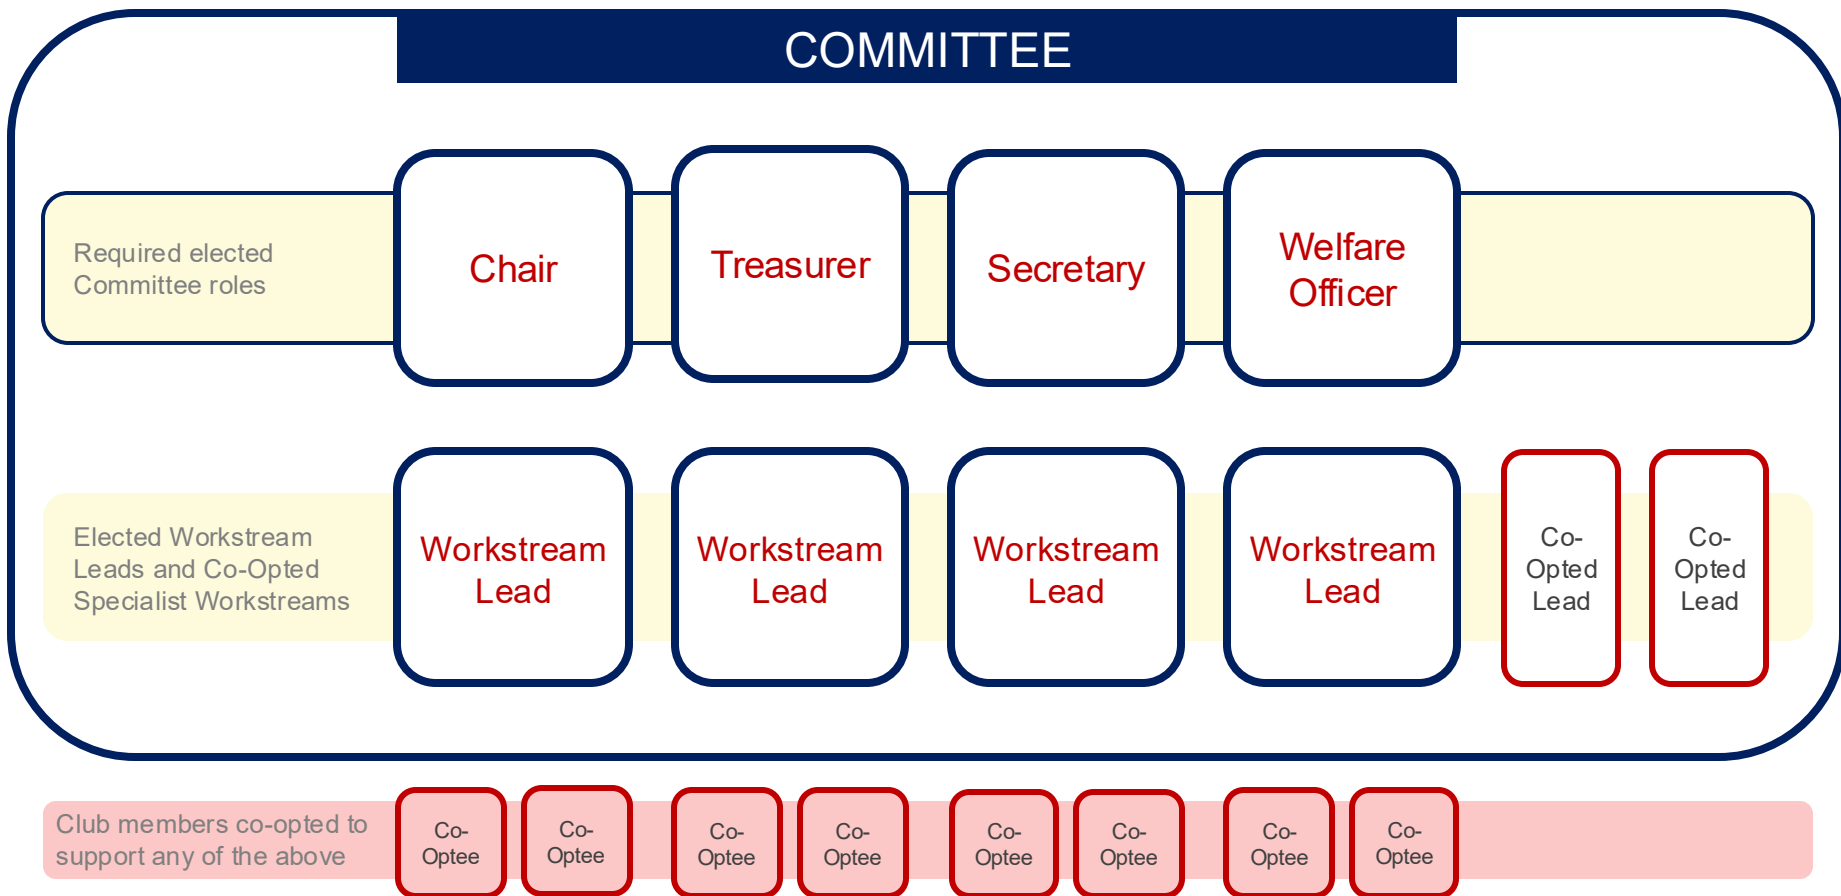 COMMITTEE
Required elected
Committee roles
Chair
Treasurer
Secretary
Welfare
Officer
Elected Workstream
Leads and Co-Opted
Specialist Workstreams
Workstream
Lead
Workstream
Lead
Workstream
Lead
Workstream
Lead
Co-
Opted
Lead
Co-
Opted
Lead
Club members co-opted to
support any of the above
Co-
Optee
Co-
Optee
Co-
Optee
Co-
Optee
Co-
Optee
Co-
Optee
Co-
Optee
Co-
Optee